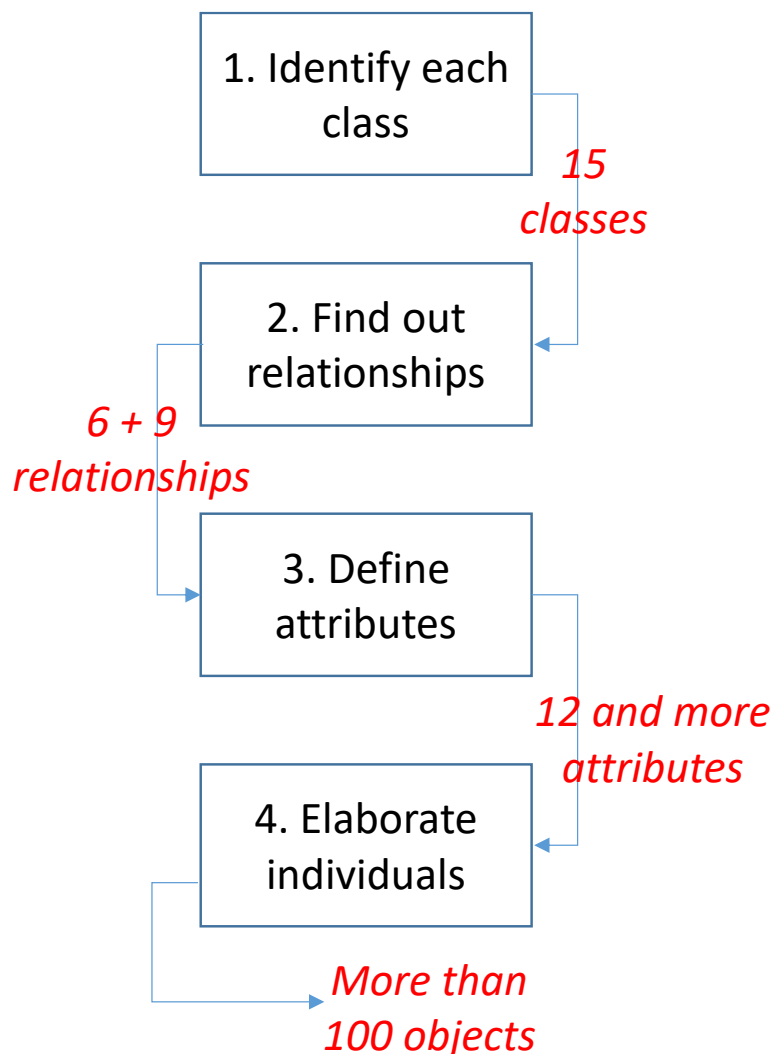 1. Identify each
class
15
classes
2. Find out
relationships
6 + 9
relationships
3. Define
attributes
12 and more
attributes
4. Elaborate
individuals
More than
100 objects